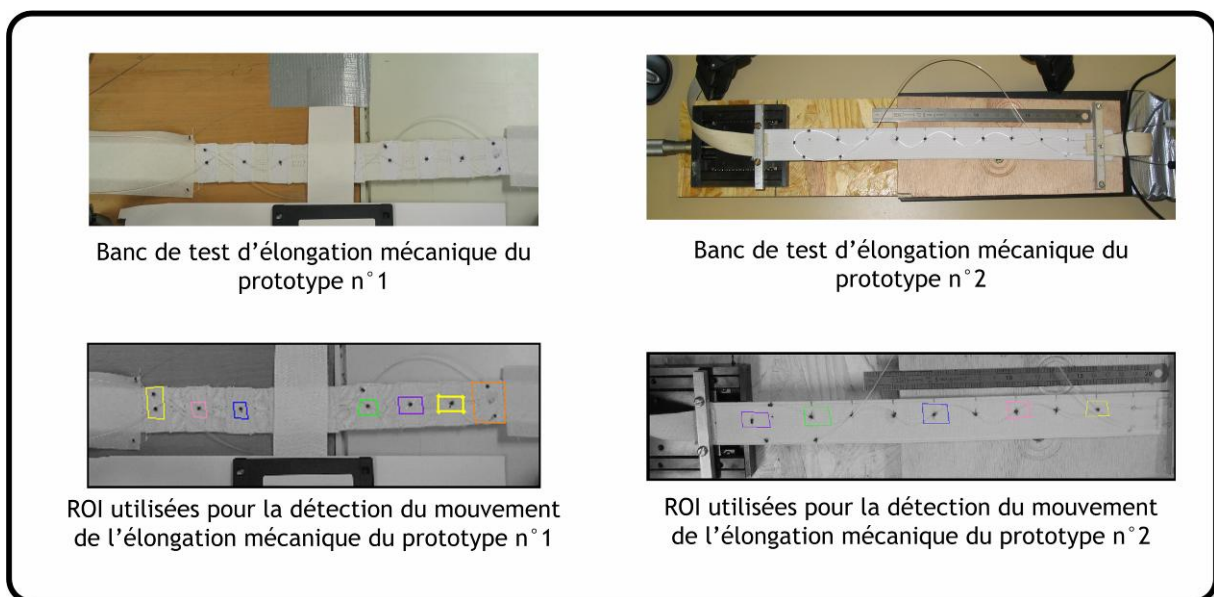 Banc de test d'élongation mécanique du
prototype n°1
Banc de test d'élongation mécanique du
prototype n°2
ROI utilisées pour la détection du mouvement
de l'élongation mécanique du prototype n°1
ROI utilisées pour la détection du mouvement
de l'élongation mécanique du prototype n°2